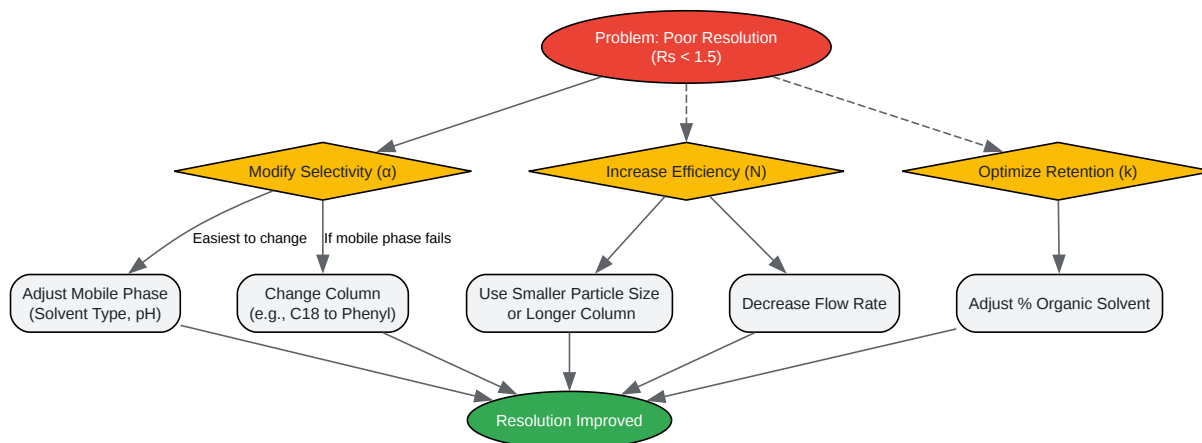 Problem: Poor Resolution
(Rs < 1.5)
Modify Selectivity (α)
Increase Efficiency (N)
Optimize Retention (k)
Easiest to change
If mobile phase fails
Adjust Mobile Phase
(Solvent Type, pH)
Change Column
(e.g., C18 to Phenyl)
Use Smaller Particle Size
or Longer Column
Decrease Flow Rate
Adjust % Organic Solvent
Resolution Improved